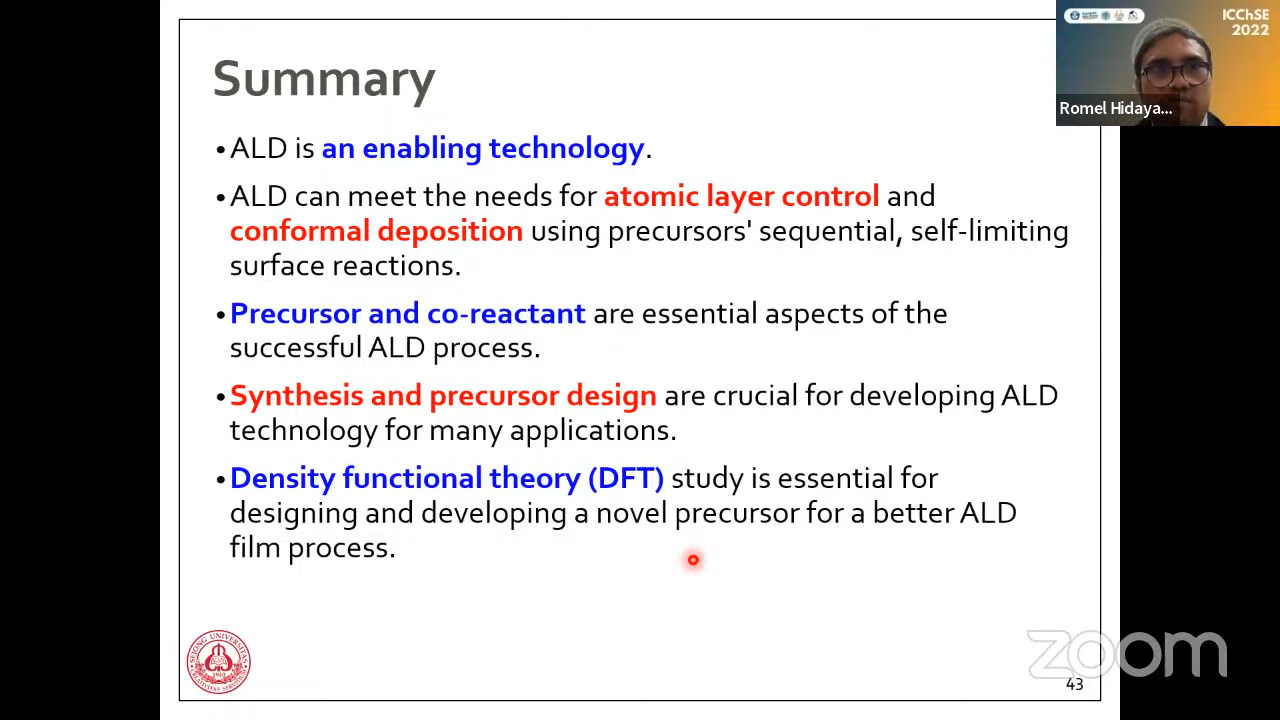 Summary
•ALD is an enabling technology.
•ALD can meet the needs for atomic layer control and
conformal deposition using precursors' sequential, self-limiting
surface reactions.
•Precursor and co-reactant are essential aspects of the
successful ALD process.
•Synthesis and precursor design are crucial for developing ALD
technology for many applications.
•Density functional theory (DFT) study is essential for
designing and developing a novel precursor for a better ALD
film process.
ICChSE
2022
Romel Hidaya...
SEJONG UNIVERSITAS
1940
zoom
43